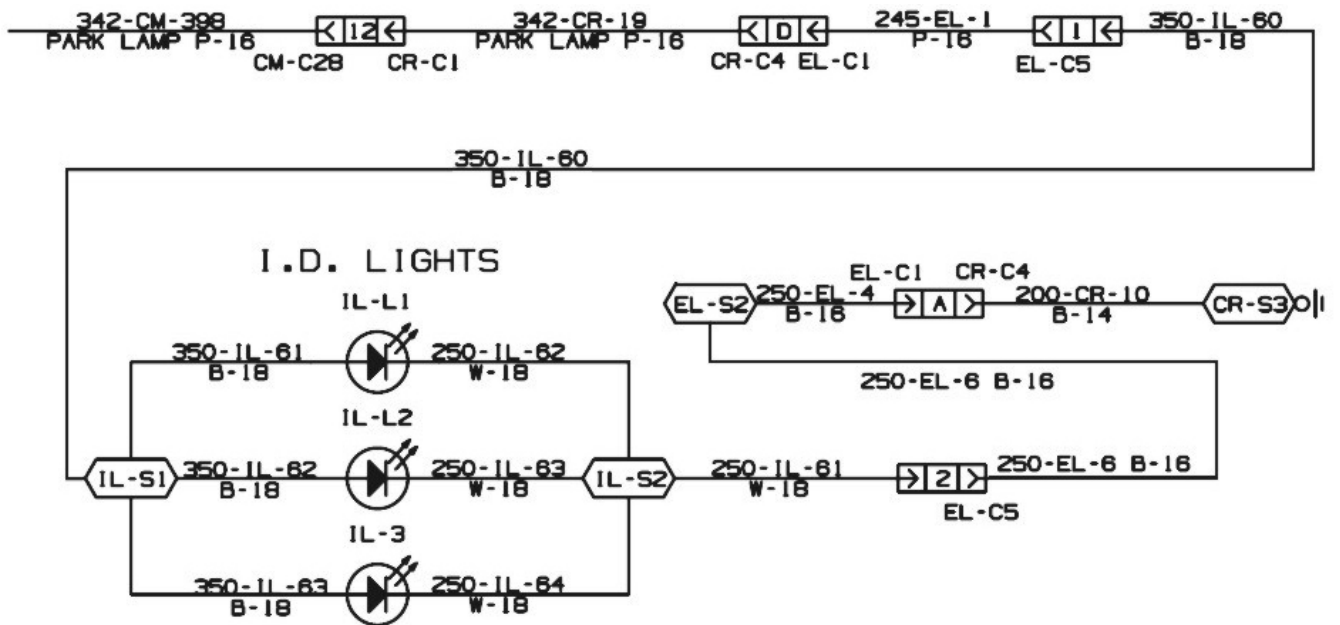 342-CM-398
PARK LAMP P-16
12
CM-C28
CR-C1
342-CR-19
PARK LAMP P-16
D
CR-C4
EL-C1
245-EL-1
P-16
1
EL-C5
350-IL-60
B-18
350-IL-60
B-18
I.D. LIGHTS
IL-L1
350-IL-61
B-18
250-IL-62
W-18
IL-L2
IL-S1
350-IL-62
B-18
250-IL-63
W-18
IL-S2
IL-3
350-IL-63
B-18
250-IL-64
W-18
EL-S2
250-EL-4
B-16
EL-C1
CR-C4
A
200-CR-10
B-14
CR-S3
250-EL-6 B-16
250-IL-61
W-18
2
EL-C5
250-EL-6 B-16